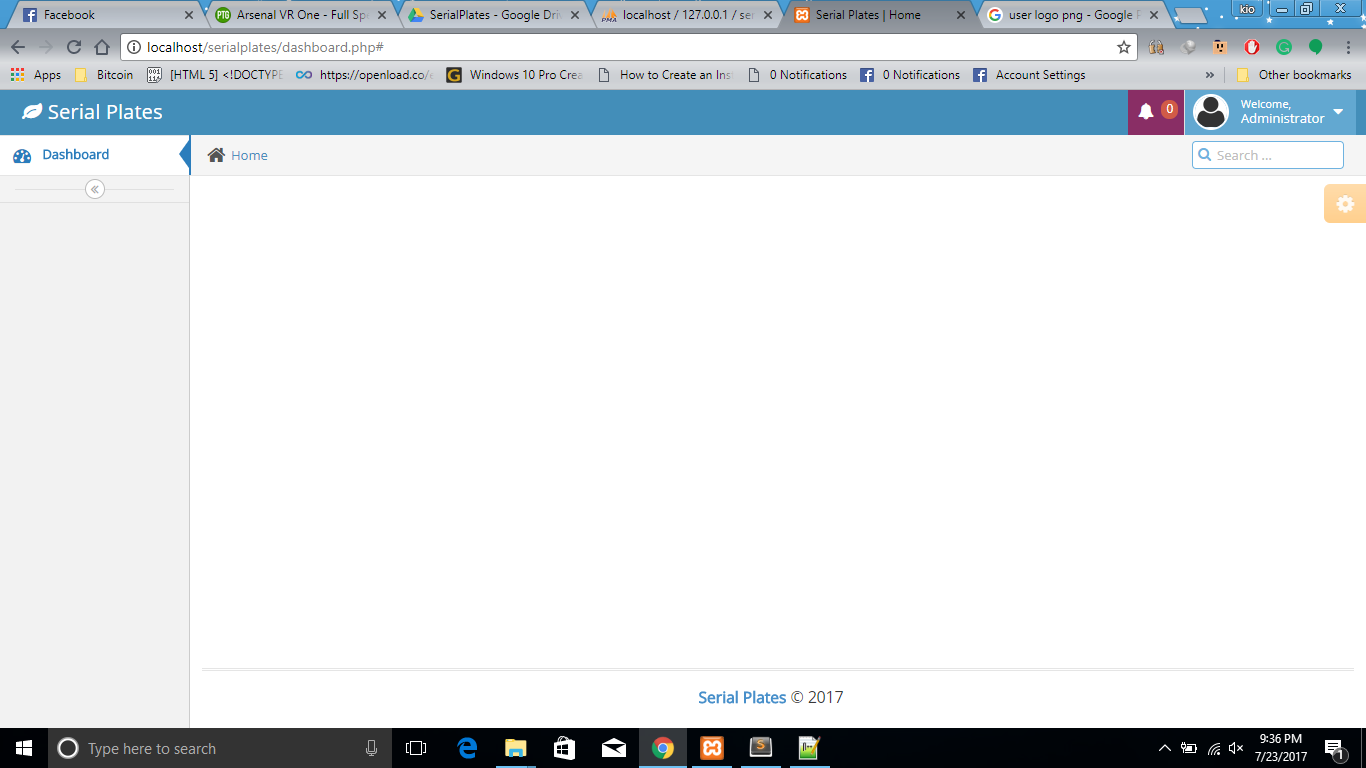 Facebook
Arsenal VR One - Full Spe
SerialPlates - Google Driv
localhost / 127.0.0.1 / ser
Serial Plates | Home
user logo png - Google
kio
localhost/serialplates/dashboard.php#
Apps
Bitcoin
[HTML 5] <!DOCTYPE
https://openload.co/
Windows 10 Pro Crea
How to Create an Inst
0 Notifications
0 Notifications
Account Settings
»
Other bookmarks
Serial Plates
0
Welcome,
Administrator
Dashboard
Home
Search ...
Serial Plates © 2017
Type here to search
9:36 PM
7/23/2017
1